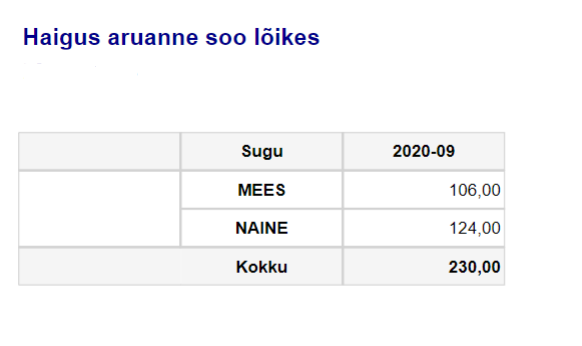 Haigus aruanne soo lõikes
Sugu 2020-09
MEES 106,00
NAINE 124,00
Kokku 230,00